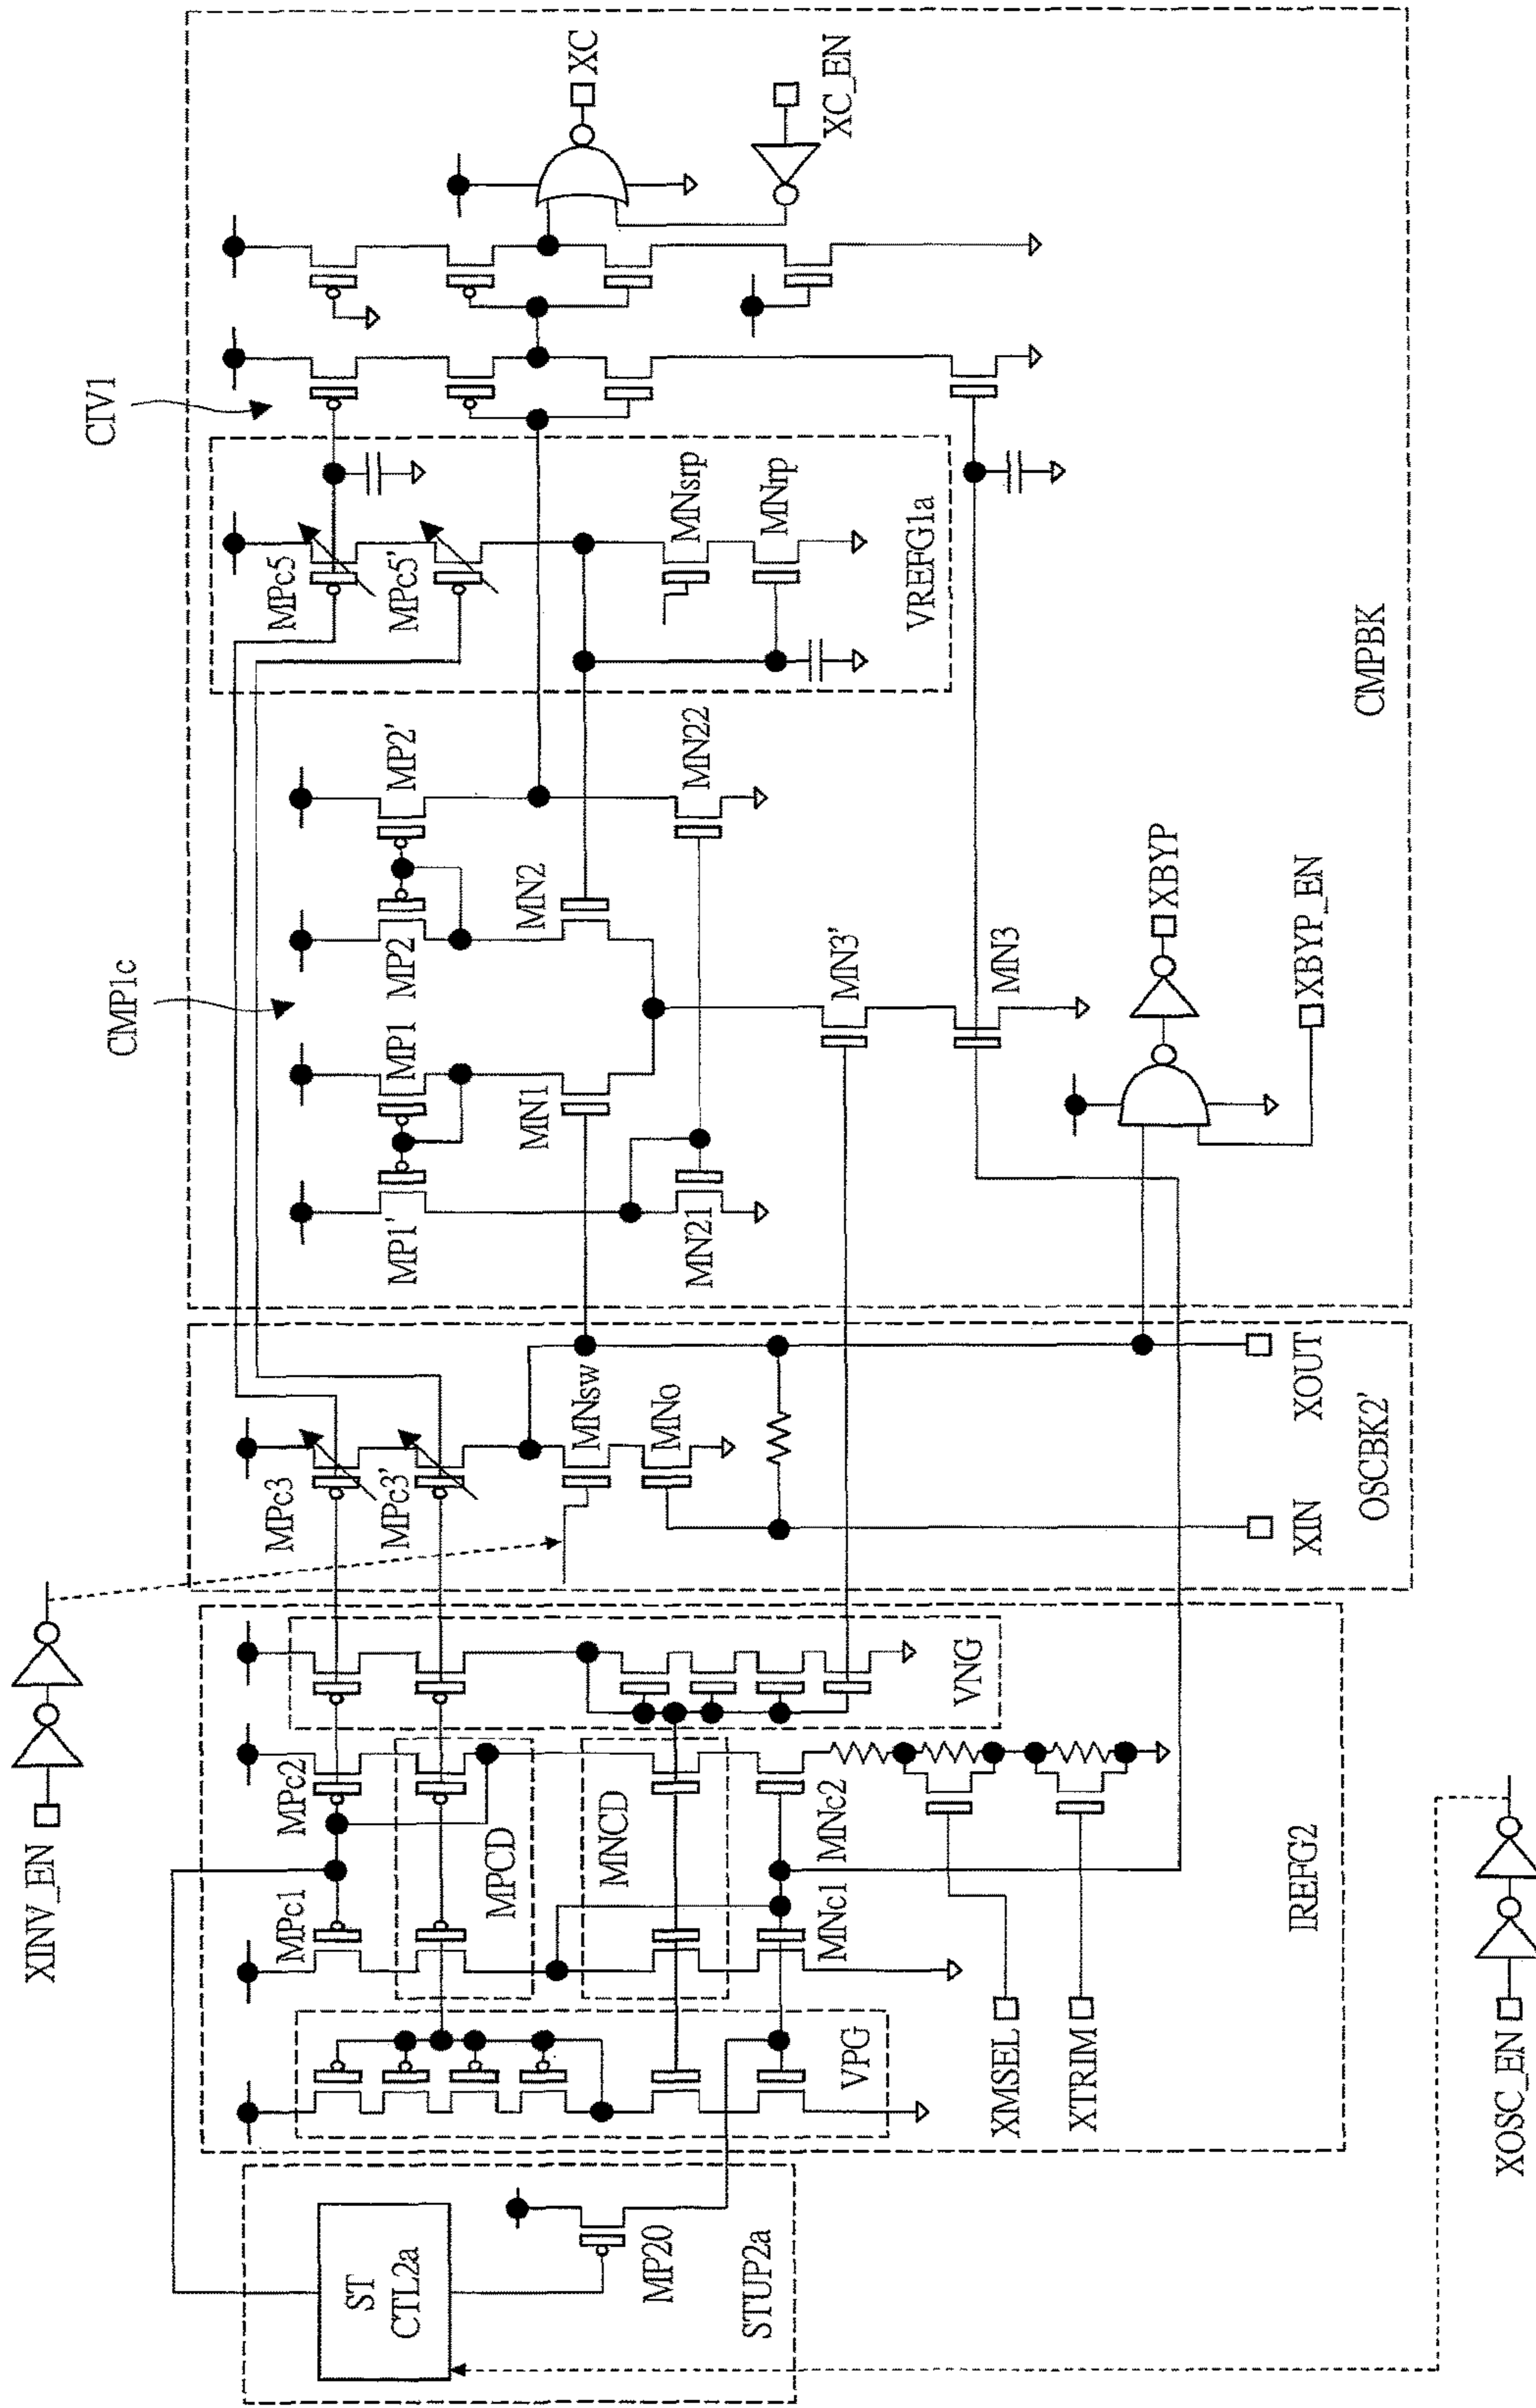 XINV_EN
ST
CTL2a
MP20
STUP2a
VPG
MPc1
MPc2
MPCD
MNCD
MNc1
MNc2
VNG
XMSEL
XTRIM
IREFG2
XOSC_EN
MPc3
MPc3'
MNsw
MNo
XIN
XOUT
OSCBK2'
CMP1c
MP1'
MP1
MP2
MP2'
MN1
MN2
MN21
MN22
MN3'
MN3
XBYP
XBYP_EN
CMPBK
MPc5
MPc5'
MNsrp
MNrp
VREFG1a
CIV1
XC
XC_EN